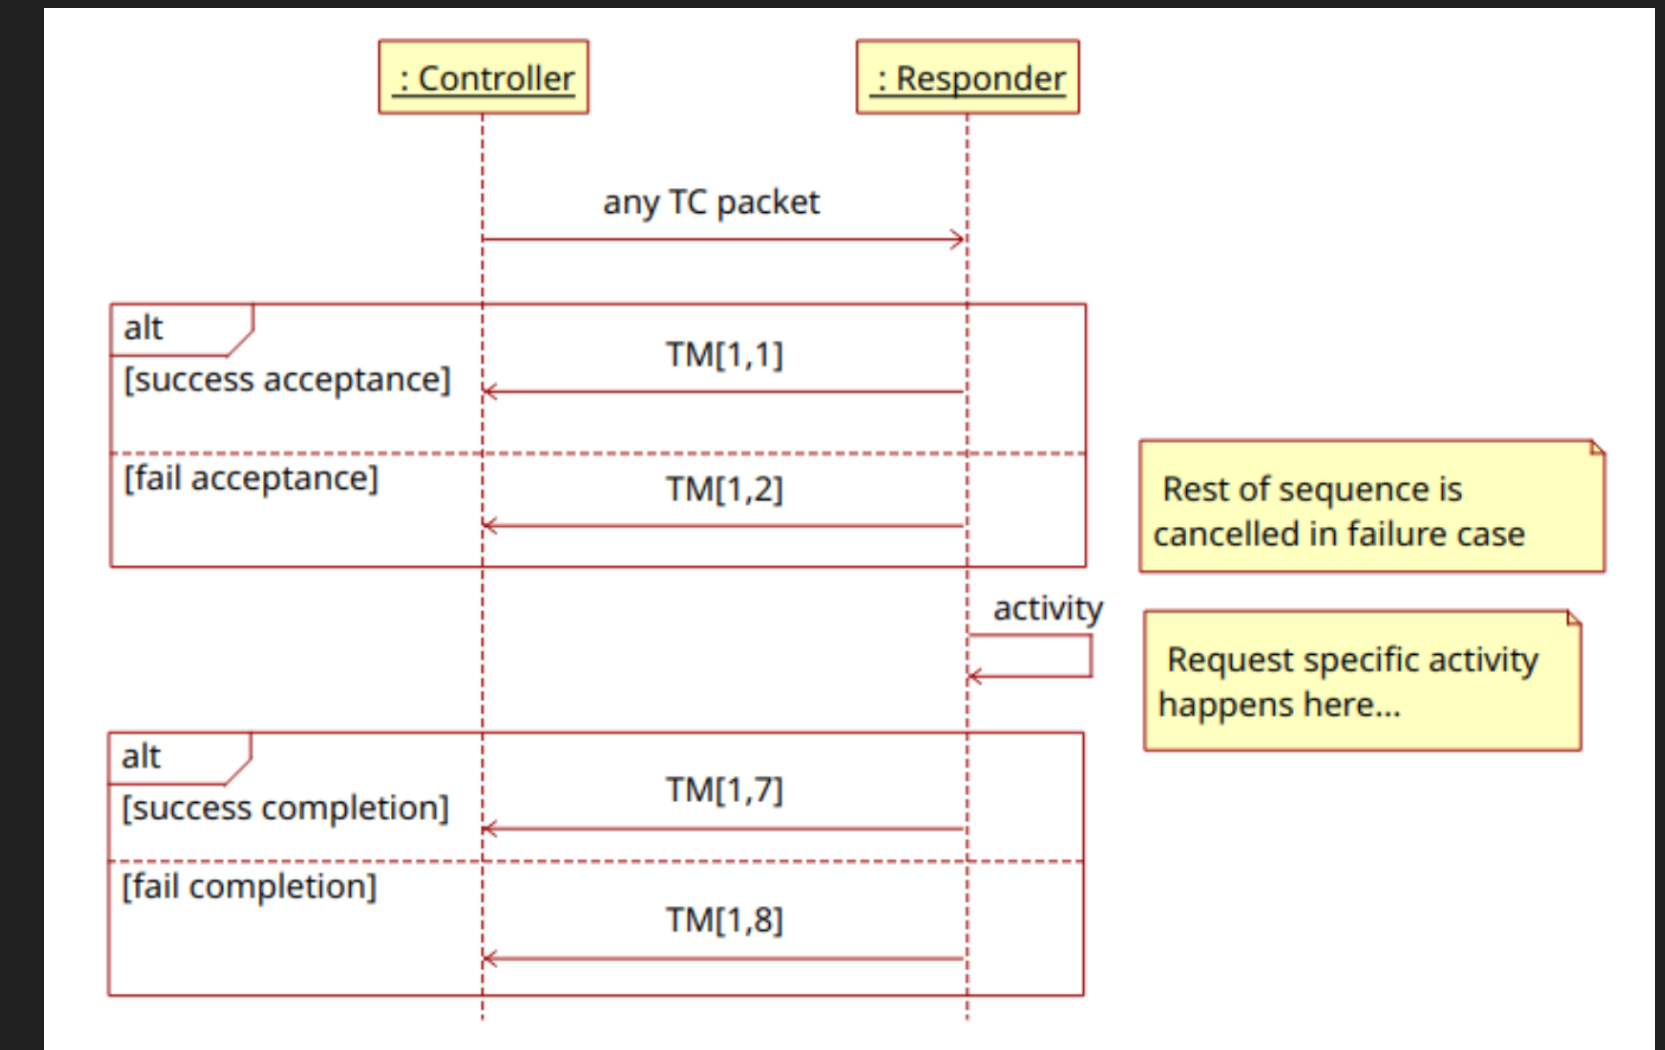 : Controller
: Responder
any TC packet
alt
TM[1,1]
[success acceptance]
[fail acceptance]
TM[1,2]
Rest of sequence is
cancelled in failure case
activity
Request specific activity
happens here...
alt
TM[1,7]
[success completion]
[fail completion]
TM[1,8]